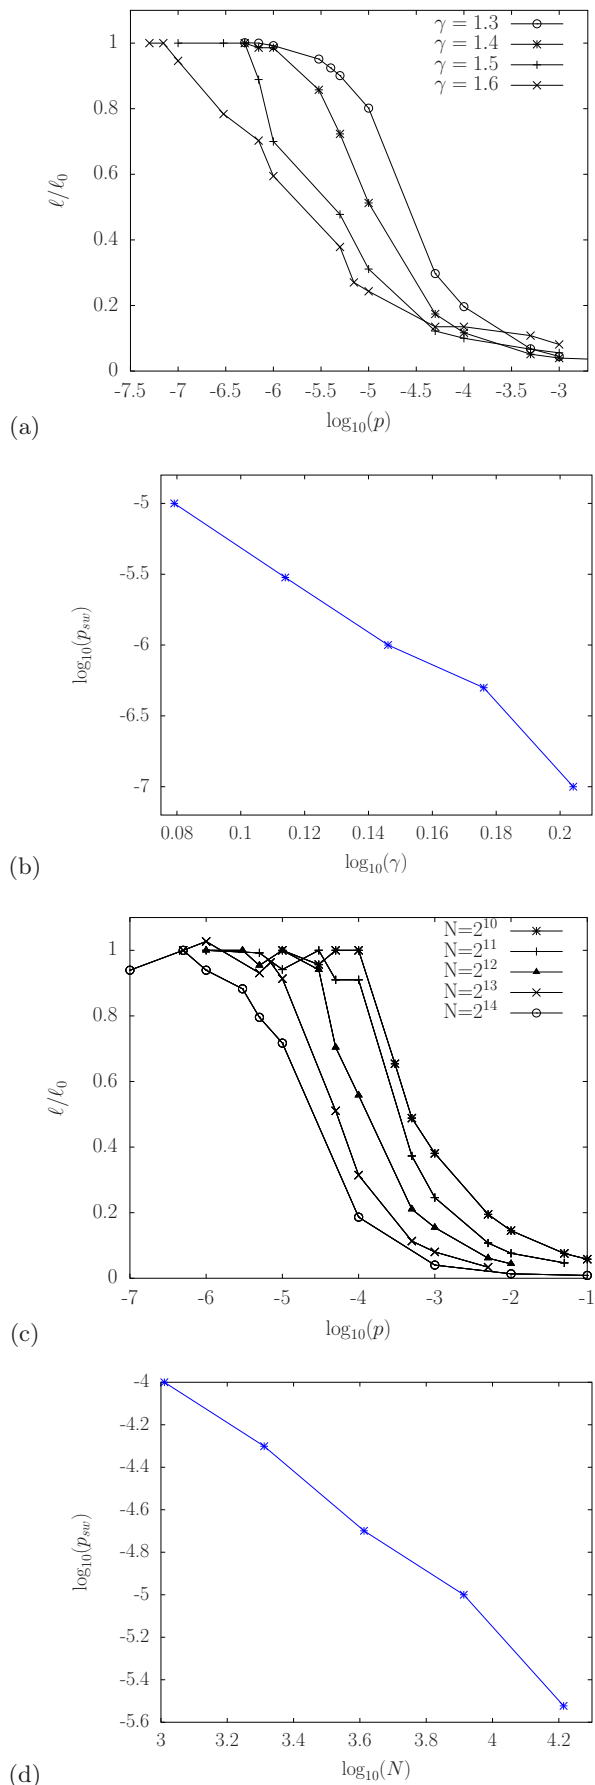 γ = 1.3
γ = 1.4
γ = 1.5
γ = 1.6
1
0.8
0.6
0.4
0.2
0
ℓ/ℓ0
-7.5 -7 -6.5 -6 -5.5 -5 -4.5 -4 -3.5 -3
log10(p)
(a)
-5
-5.5
-6
-6.5
-7
log10(psw)
0.08 0.1 0.12 0.14 0.16 0.18 0.2
log10(γ)
(b)
N=2^10
N=2^11
N=2^12
N=2^13
N=2^14
1
0.8
0.6
0.4
0.2
0
ℓ/ℓ0
-7 -6 -5 -4 -3 -2 -1
log10(p)
(c)
-4
-4.2
-4.4
-4.6
-4.8
-5
-5.2
-5.4
-5.6
log10(psw)
3 3.2 3.4 3.6 3.8 4 4.2
log10(N)
(d)